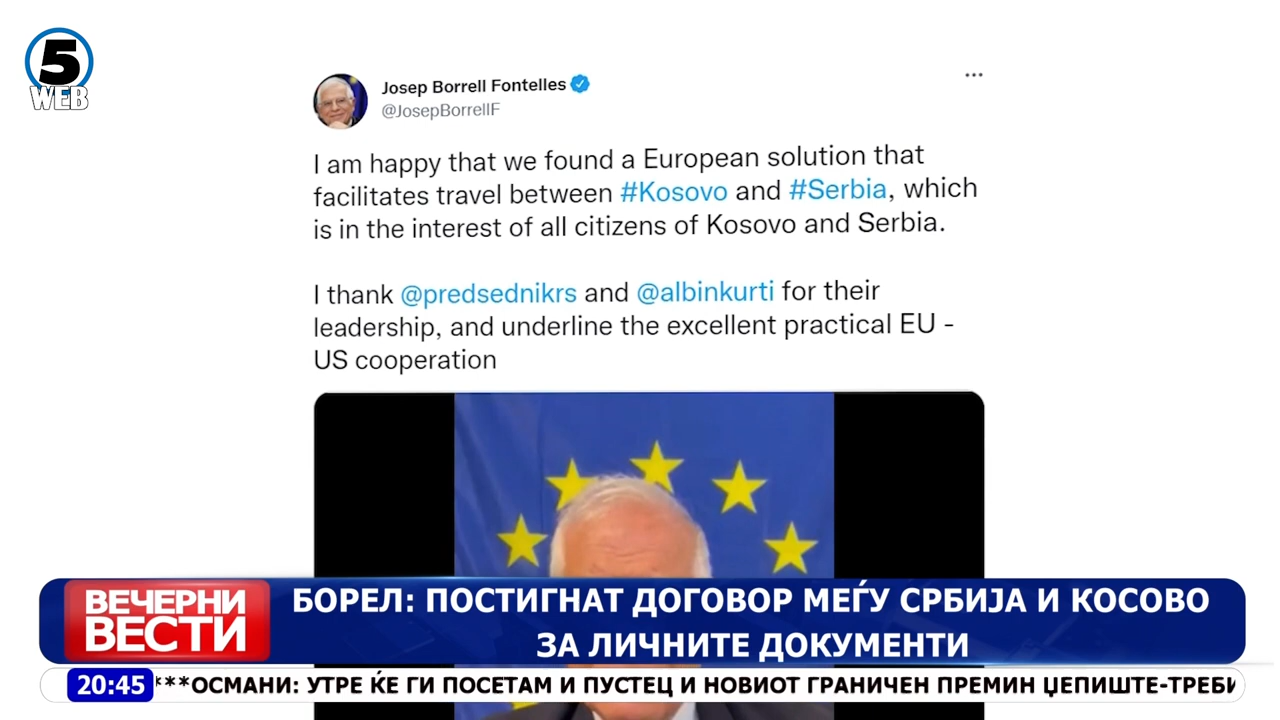 5
WEB
Josep Borrell Fontelles
@JosepBorrellF
I am happy that we found a European solution that
facilitates travel between #Kosovo and #Serbia, which
is in the interest of all citizens of Kosovo and Serbia.
I thank @predsednikrs and @albinkurti for their
leadership, and underline the excellent practical EU -
US cooperation
ВЕЧЕРНИ
ВЕСТИ
БОРЕЛ: ПОСТИГНАТ ДОГОВОР МЕЃУ СРБИЈА И КОСОВО
ЗА ЛИЧНИТЕ ДОКУМЕНТИ
20:45 ***ОСМАНИ: УТРЕ ЌЕ ГИ ПОСЕТАМ И ПУСТЕЦ И НОВИОТ ГРАНИЧЕН ПРЕМИН ЏЕПИШТЕ-ТРЕБИ